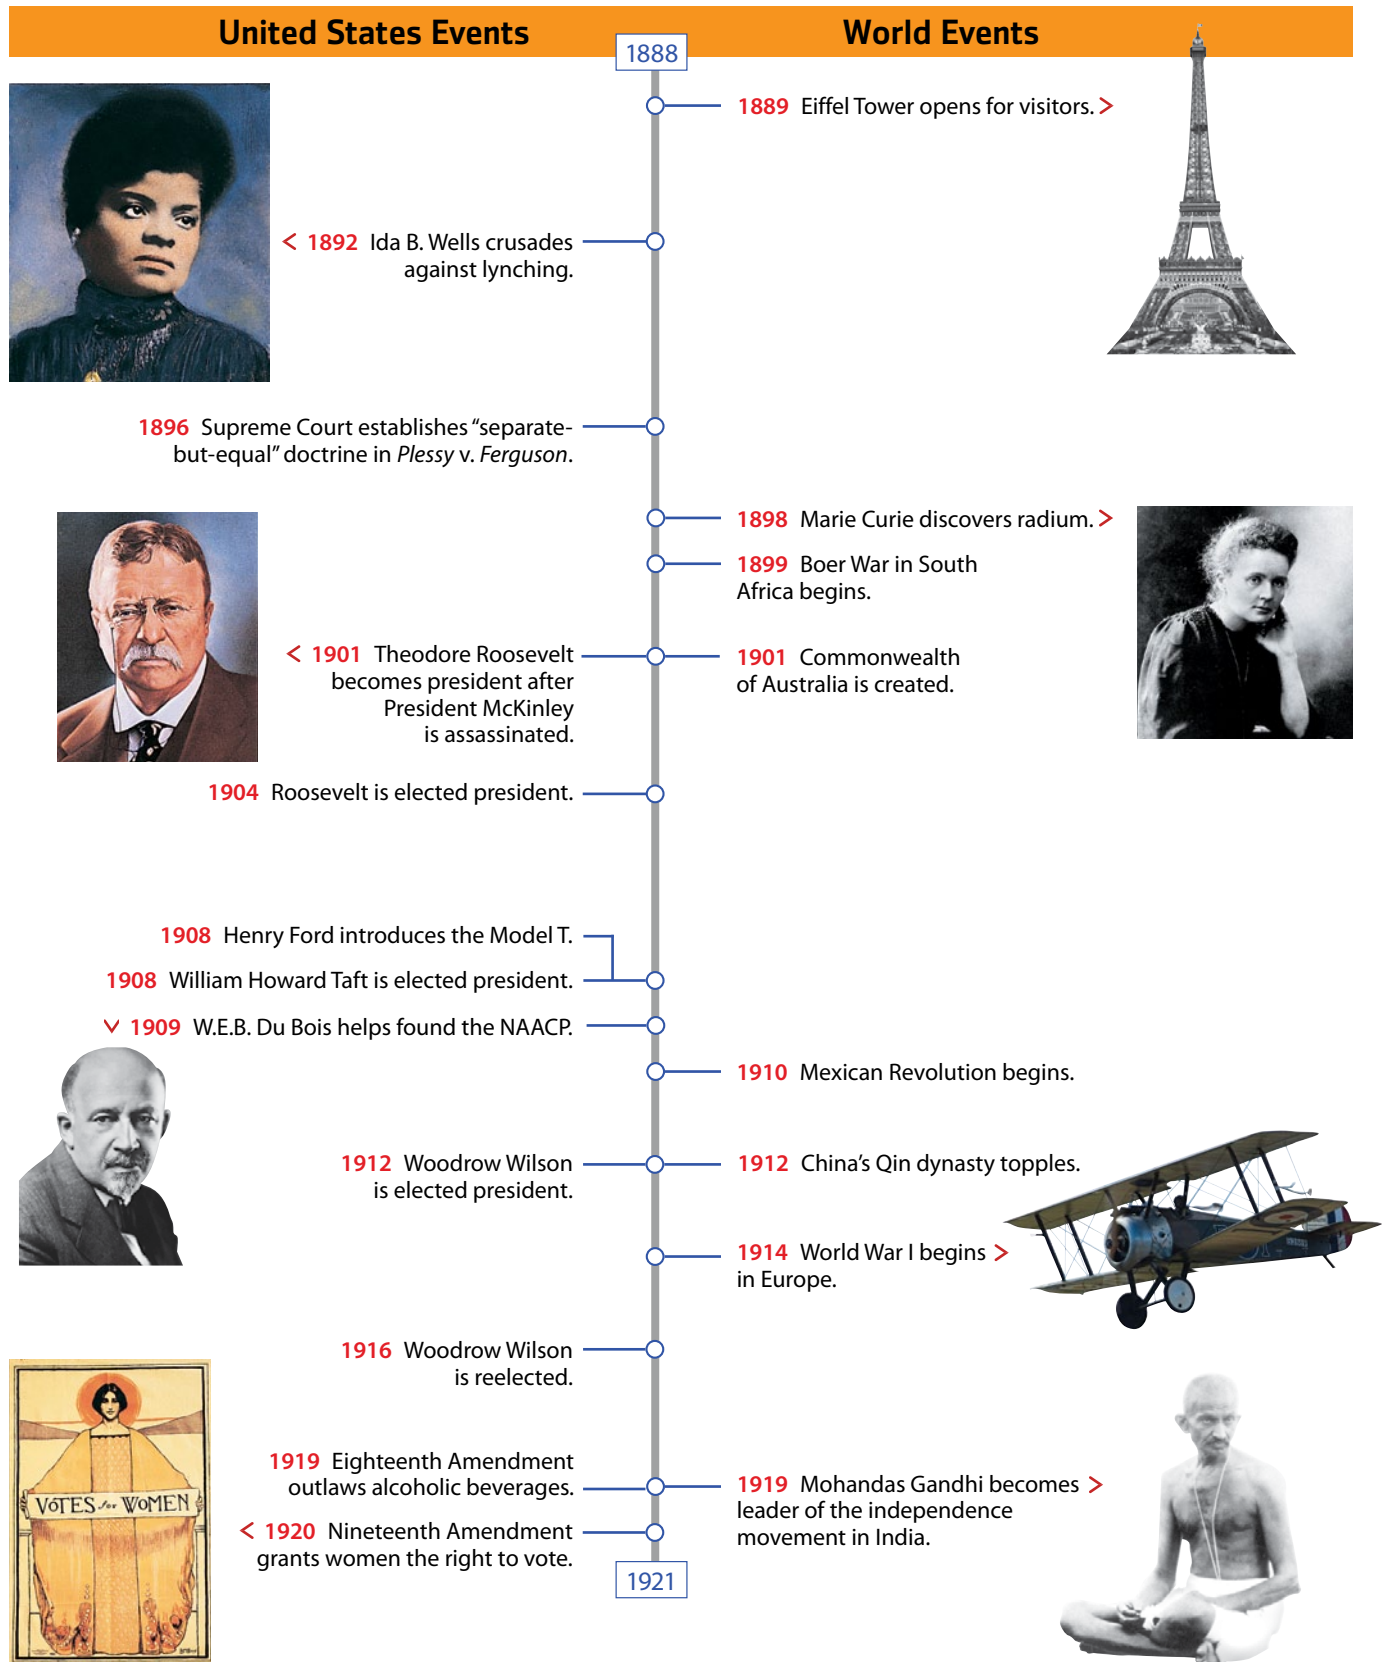 United States Events
World Events
1888
1889 Eiffel Tower opens for visitors. >
< 1892 Ida B. Wells crusades
against lynching.
1896 Supreme Court establishes “separate-
but-equal” doctrine in Plessy v. Ferguson.
1898 Marie Curie discovers radium. >
1899 Boer War in South
Africa begins.
< 1901 Theodore Roosevelt
becomes president after
President McKinley
is assassinated.
1901 Commonwealth
of Australia is created.
1904 Roosevelt is elected president.
1908 Henry Ford introduces the Model T.
1908 William Howard Taft is elected president.
1909 W.E.B. Du Bois helps found the NAACP.
1910 Mexican Revolution begins.
1912 Woodrow Wilson
is elected president.
1912 China’s Qin dynasty topples.
1914 World War I begins >
in Europe.
1916 Woodrow Wilson
is reelected.
1919 Eighteenth Amendment
outlaws alcoholic beverages.
1919 Mohandas Gandhi becomes >
leader of the independence
movement in India.
< 1920 Nineteenth Amendment
grants women the right to vote.
VOTES for WOMEN
1921